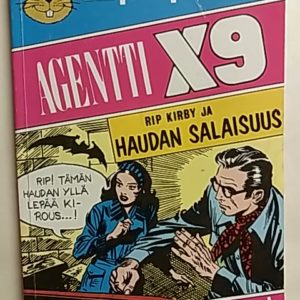 AGENTTI X9
RIP KIRBY JA
HAUDAN SALAISUUS
RIP! TÄMÄN
HAUDAN YLLÄ
LEPÄÄ KI-
ROUS...!